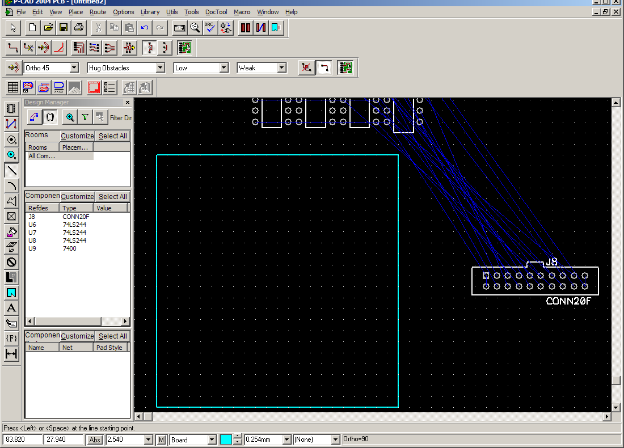 P-CAD 2004 PCB - [Untitled2]
File Edit View Place Route Options Library Utils Tools DocTool Macro Window Help
Ortho 45 Hug Obstacles Low Weak
Design Manager
Filter On
Rooms Customize Select All
Rooms Placem...
All Com...
Componen Customize Select All
RefDes Type Value
J8 CONN20F
U6 74LS244
U7 74LS244
U8 74LS244
U9 7400
Componen Customize Select All
Name Net Pad Style
J8
CONN20F
Press <Left> or <Space> at the line starting point.
83.820 27.940 Abs 2.540 M Board 0.254mm (None) Ortho=90